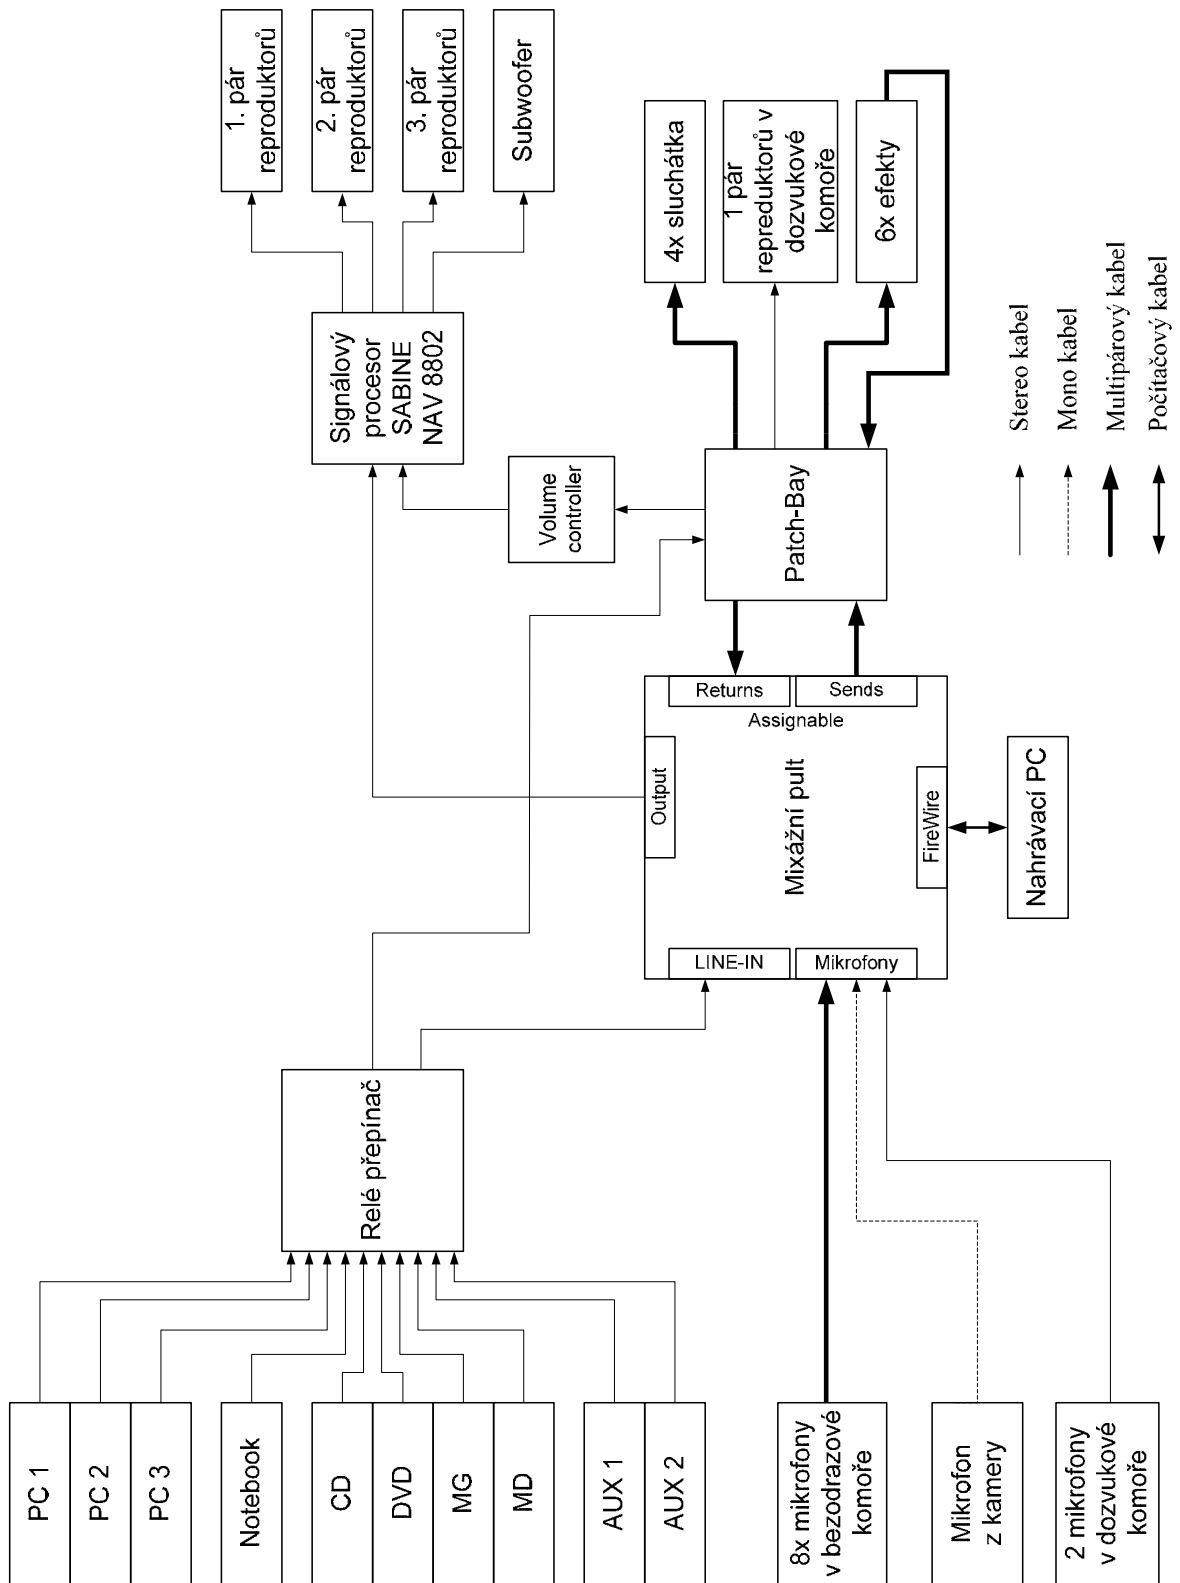 PC 1
PC 2
PC 3
Notebook
CD
DVD
MG
MD
AUX 1
AUX 2
8x mikrofony
v bezodrazové
komoře
Mikrofon
z kamery
2 mikrofony
v dozvukové
komoře
Relé přepínač
LINE-IN
Mikrofony
Output
Mixážní pult
FireWire
Assignable
Returns
Sends
Nahrávací PC
Patch-Bay
Volume
controller
Signálový
procesor
SABINE
NAV 8802
1. pár
reproduktorů
2. pár
reproduktorů
3. pár
reproduktorů
Subwoofer
4x sluchátka
1 pár
repreduktorů v
dozvukové
komoře
6x efekty
Stereo kabel
Mono kabel
Multipárový kabel
Počítačový kabel